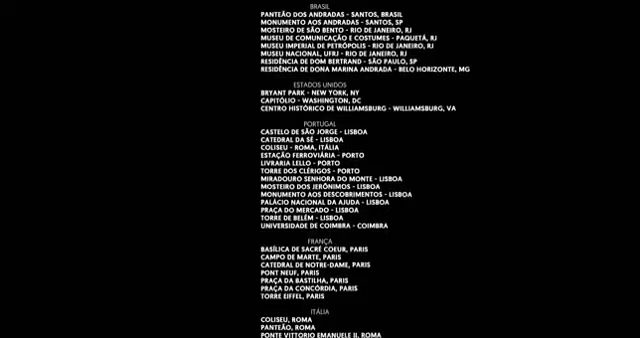 BRASIL
PANTEÃO DOS ANDRADAS - SANTOS, BRASIL
MONUMENTO AOS ANDRADAS - SANTOS, SP
MOSTEIRO DE SÃO BENTO - RIO DE JANEIRO, RJ
MUSEU DE COMUNICAÇÃO E COSTUMES - PAQUETÁ, RJ
MUSEU IMPERIAL DE PETRÓPOLIS - RIO DE JANEIRO, RJ
MUSEU NACIONAL, UFRJ - RIO DE JANEIRO, RJ
RESIDÊNCIA DE DOM BERTRAND - SÃO PAULO, SP
RESIDÊNCIA DE DONA MARINA ANDRADA - BELO HORIZONTE, MG
ESTADOS UNIDOS
BRYANT PARK - NEW YORK, NY
CAPITÓLIO - WASHINGTON, DC
CENTRO HISTÓRICO DE WILLIAMSBURG - WILLIAMSBURG, VA
PORTUGAL
CASTELO DE SÃO JORGE - LISBOA
CATEDRAL DA SÉ - LISBOA
COLISEU - ROMA, ITÁLIA
ESTAÇÃO FERROVIÁRIA - PORTO
LIVRARIA LELLO - PORTO
TORRE DOS CLÉRIGOS - PORTO
MIRADOURO SENHORA DO MONTE - LISBOA
MOSTEIRO DOS JERÔNIMOS - LISBOA
MONUMENTO AOS DESCOBRIMENTOS - LISBOA
PALÁCIO NACIONAL DA AJUDA - LISBOA
PRAÇA DO MERCADO - LISBOA
TORRE DE BELÉM - LISBOA
UNIVERSIDADE DE COIMBRA - COIMBRA
FRANÇA
BASÍLICA DE SACRÉ COEUR, PARIS
CAMPO DE MARTE, PARIS
CATEDRAL DE NOTRE-DAME, PARIS
PONT NEUF, PARIS
PRAÇA DA BASTILHA, PARIS
PRAÇA DA CONCÓRDIA, PARIS
TORRE EIFFEL, PARIS
ITÁLIA
COLISEU, ROMA
PANTEÃO, ROMA
PONTE VITTORIO EMANUELE II, ROMA